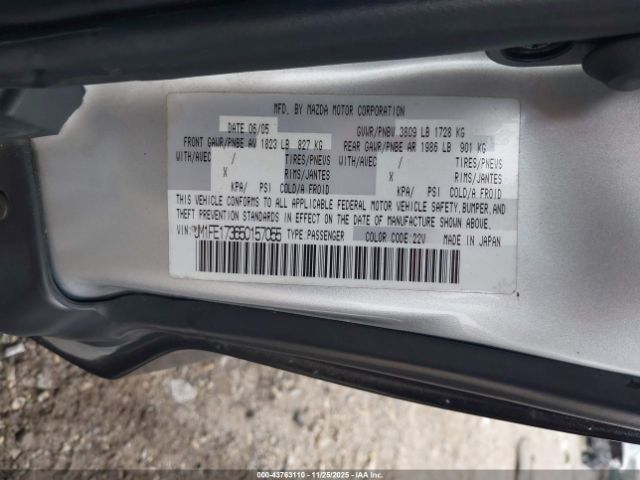 MFD. BY MAZDA MOTOR CORPORATION
DATE 06/05 GVWR/PNBV 3809 LB 1728 KG
FRONT GAWR/PNBE AV 1823 LB 827 KG REAR GAWR/PNBE AR 1986 LB 901 KG
WITH/AVEC / TIRES/PNEUS WITH/AVEC / TIRES/PNEUS
X RIMS/JANTES X RIMS/JANTES
KPA/ PSI COLD/A FROID KPA/ PSI COLD/A FROID
THIS VEHICLE CONFORMS TO ALL APPLICABLE FEDERAL MOTOR VEHICLE SAFETY, BUMPER, AND
THEFT PREVENTION STANDARDS IN EFFECT ON THE DATE OF MANUFACTURE SHOWN ABOVE.
VIN: TYPE:PASSENGER COLOR CODE:22V MADE IN JAPAN
000-43763110 - 11/25/2025 - IAAI.COM